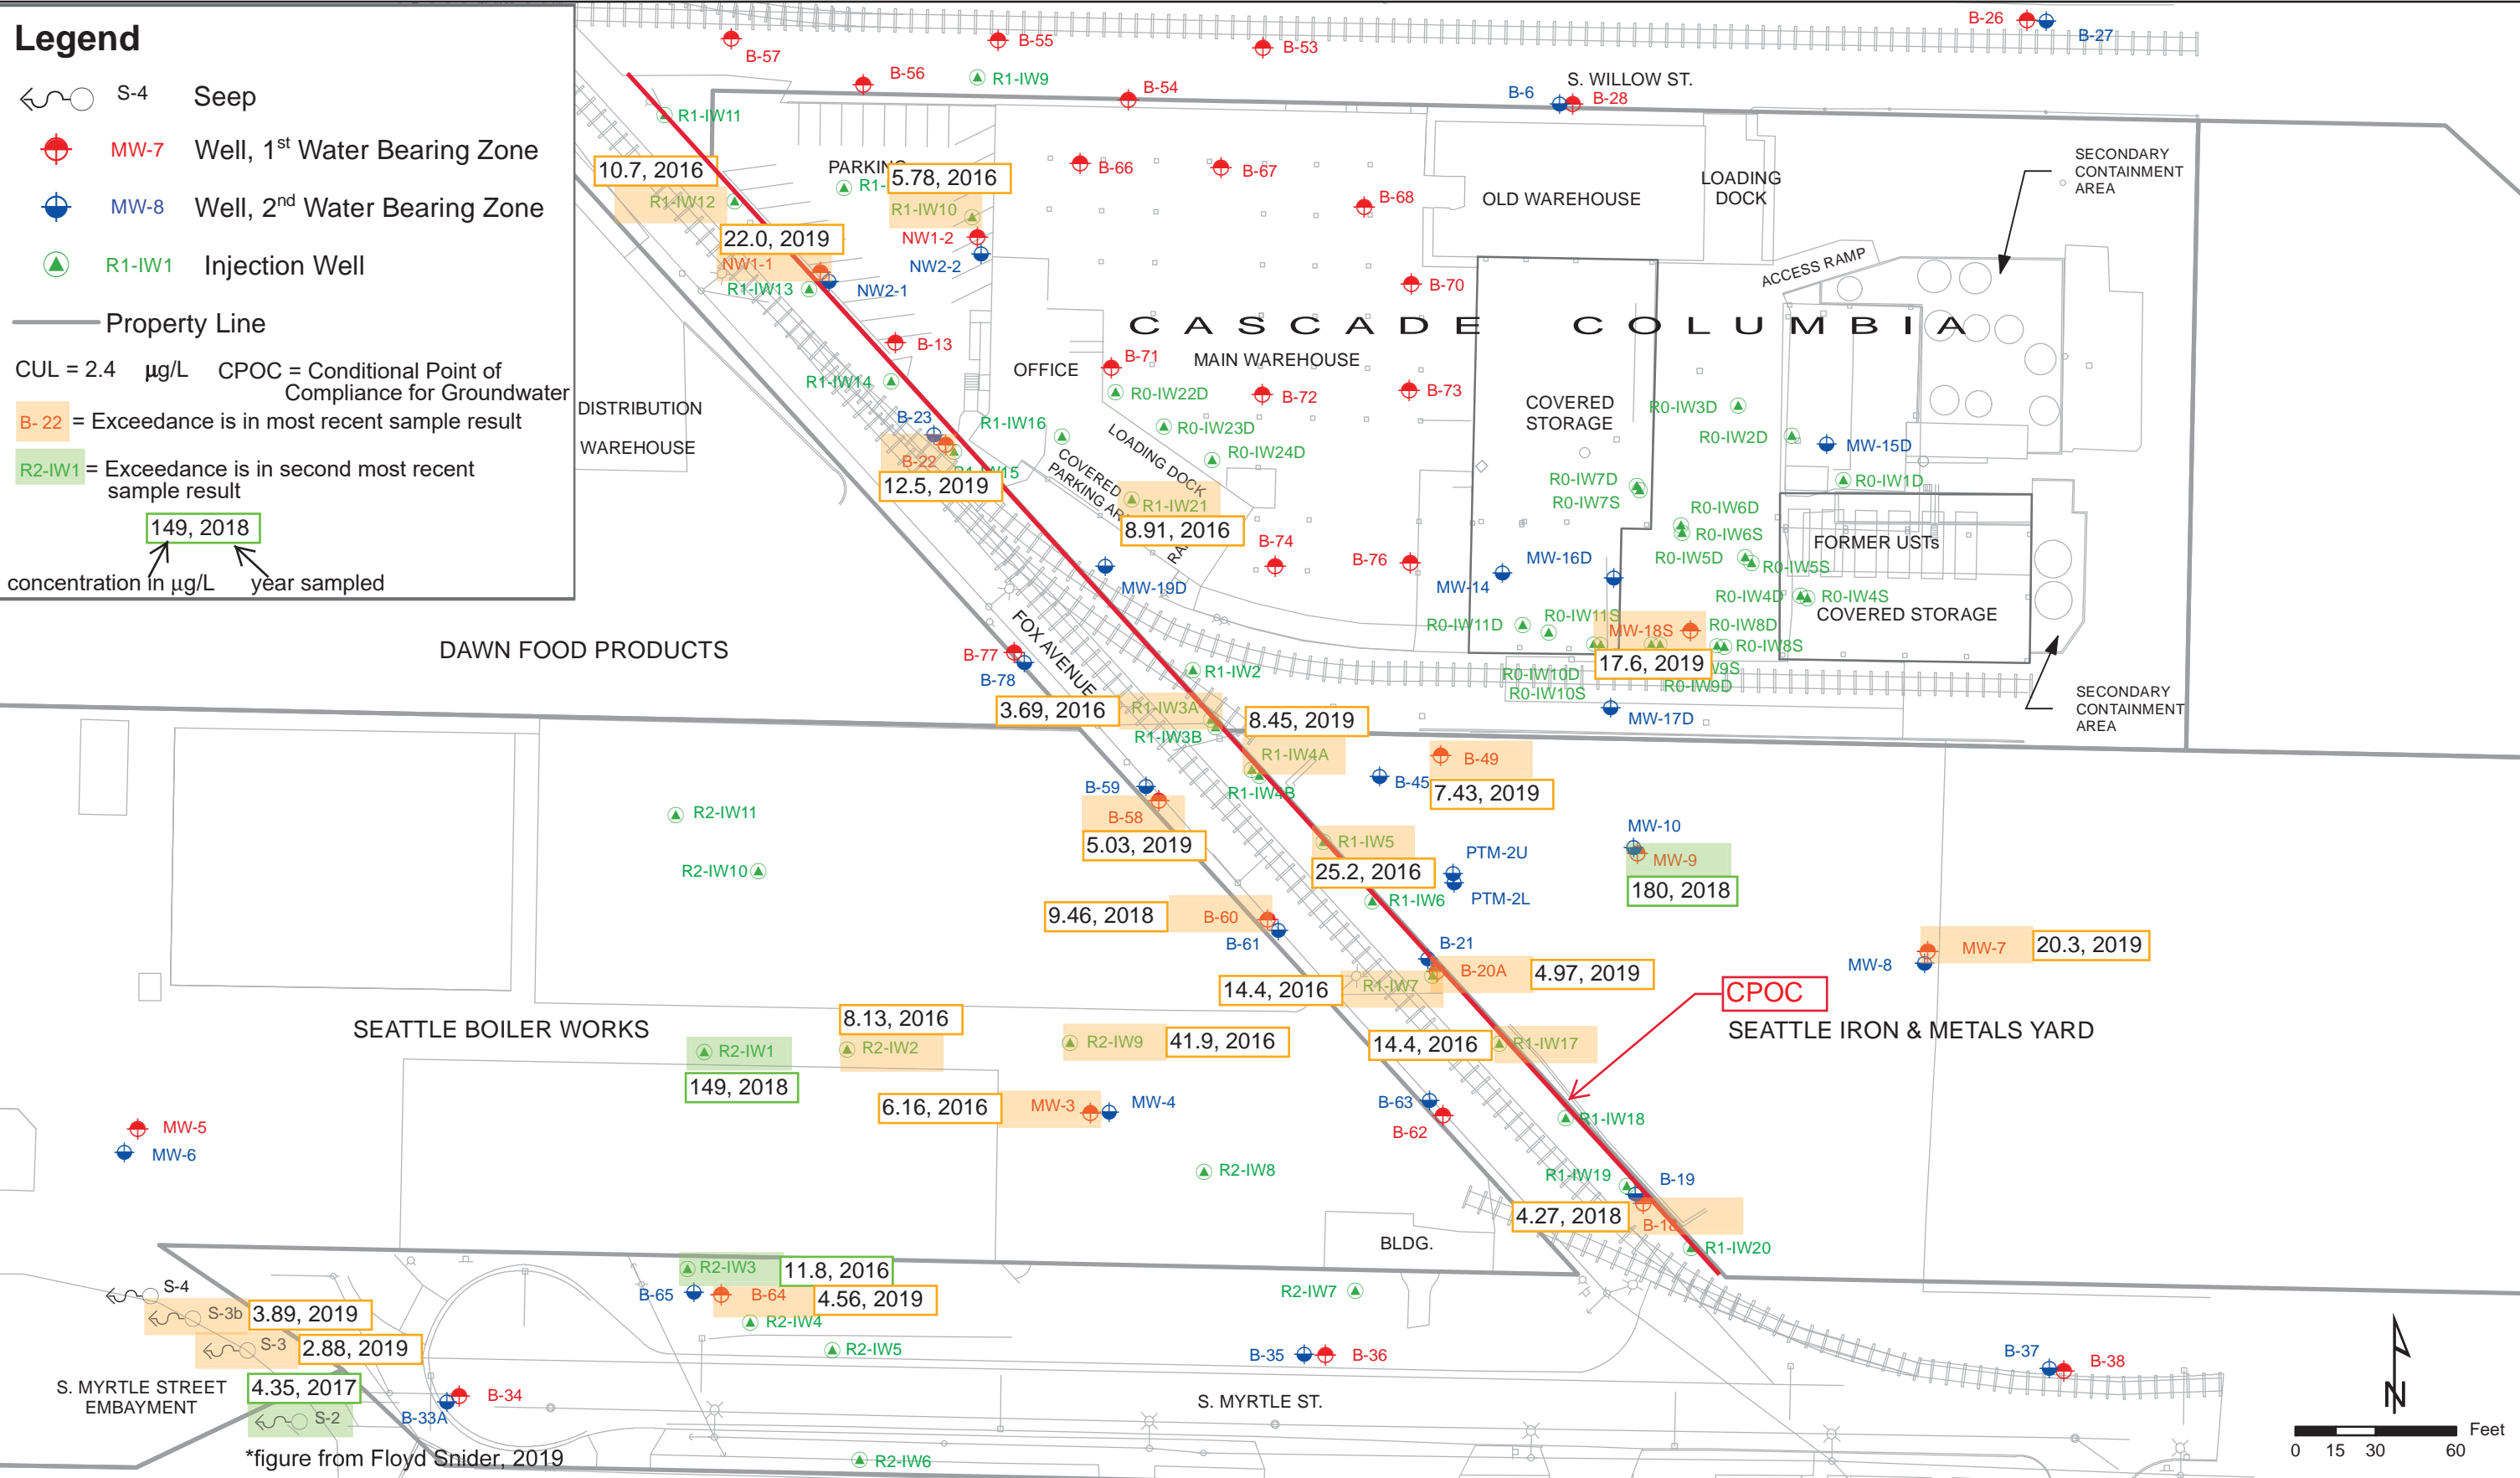 Legend
S-4 Seep
MW-7 Well, 1st Water Bearing Zone
MW-8 Well, 2nd Water Bearing Zone
R1-IW1 Injection Well
Property Line
CUL = 2.4 µg/L CPOC = Conditional Point of
Compliance for Groundwater
B- 22 = Exceedance is in most recent sample result
R2-IW1 = Exceedance is in second most recent
sample result
149, 2018
concentration in µg/L year sampled
B-57
B-55
B-53
B-26
B-27
B-56
R1-IW9
B-54
S. WILLOW ST.
B-6
B-28
R1-IW11
10.7, 2016
R1-IW12
PARKING
R1-
5.78, 2016
R1-IW10
B-66
B-67
B-68
OLD WAREHOUSE
LOADING
DOCK
SECONDARY
CONTAINMENT
AREA
22.0, 2019
NW1-1
NW1-2
NW2-2
R1-IW13
NW2-1
B-70
ACCESS RAMP
CASCADE COLUMBIA
B-13
OFFICE
B-71
MAIN WAREHOUSE
R1-IW14
R0-IW22D
B-72
B-73
COVERED
STORAGE
R0-IW3D
DISTRIBUTION
WAREHOUSE
B-23
R1-IW16
R0-IW23D
R0-IW2D
MW-15D
LOADING DOCK
R0-IW24D
COVERED
PARKING AR
B-22
R1-IW15
12.5, 2019
R1-IW21
8.91, 2016
RA
R0-IW7D
R0-IW7S
R0-IW1D
R0-IW6D
R0-IW6S
FORMER USTs
B-74
B-76
MW-16D
MW-14
R0-IW5D
R0-IW5S
MW-19D
R0-IW4D
R0-IW4S
COVERED STORAGE
R0-IW11D
R0-IW11S
MW-18S
R0-IW8D
R0-IW8S
17.6, 2019
W9S
R0-IW10D
R0-IW9D
R0-IW10S
MW-17D
SECONDARY
CONTAINMENT
AREA
DAWN FOOD PRODUCTS
FOX AVENUE
B-77
B-78
R1-IW2
3.69, 2016
R1-IW3A
R1-IW3B
8.45, 2019
R1-IW4A
R1-IW4B
B-49
B-45
7.43, 2019
B-59
B-58
5.03, 2019
R2-IW11
R2-IW10
R1-IW5
25.2, 2016
PTM-2U
PTM-2L
MW-10
MW-9
180, 2018
R1-IW6
9.46, 2018
B-60
B-61
B-21
B-20A
4.97, 2019
MW-7
20.3, 2019
MW-8
14.4, 2016
R1-IW7
CPOC
SEATTLE BOILER WORKS
SEATTLE IRON & METALS YARD
8.13, 2016
R2-IW1
R2-IW2
R2-IW9
41.9, 2016
14.4, 2016
R1-IW17
149, 2018
6.16, 2016
MW-3
MW-4
B-63
B-62
R1-IW18
MW-5
MW-6
R2-IW8
R1-IW19
B-19
4.27, 2018
B-18
R1-IW20
BLDG.
R2-IW3
11.8, 2016
B-65
B-64
4.56, 2019
R2-IW7
S-4
S-3b
3.89, 2019
R2-IW4
S-3
2.88, 2019
R2-IW5
B-35
B-36
B-37
B-38
S. MYRTLE STREET
EMBAYMENT
4.35, 2017
S-2
B-34
B-33A
S. MYRTLE ST.
*figure from Floyd Snider, 2019
R2-IW6
N
Feet
0 15 30 60